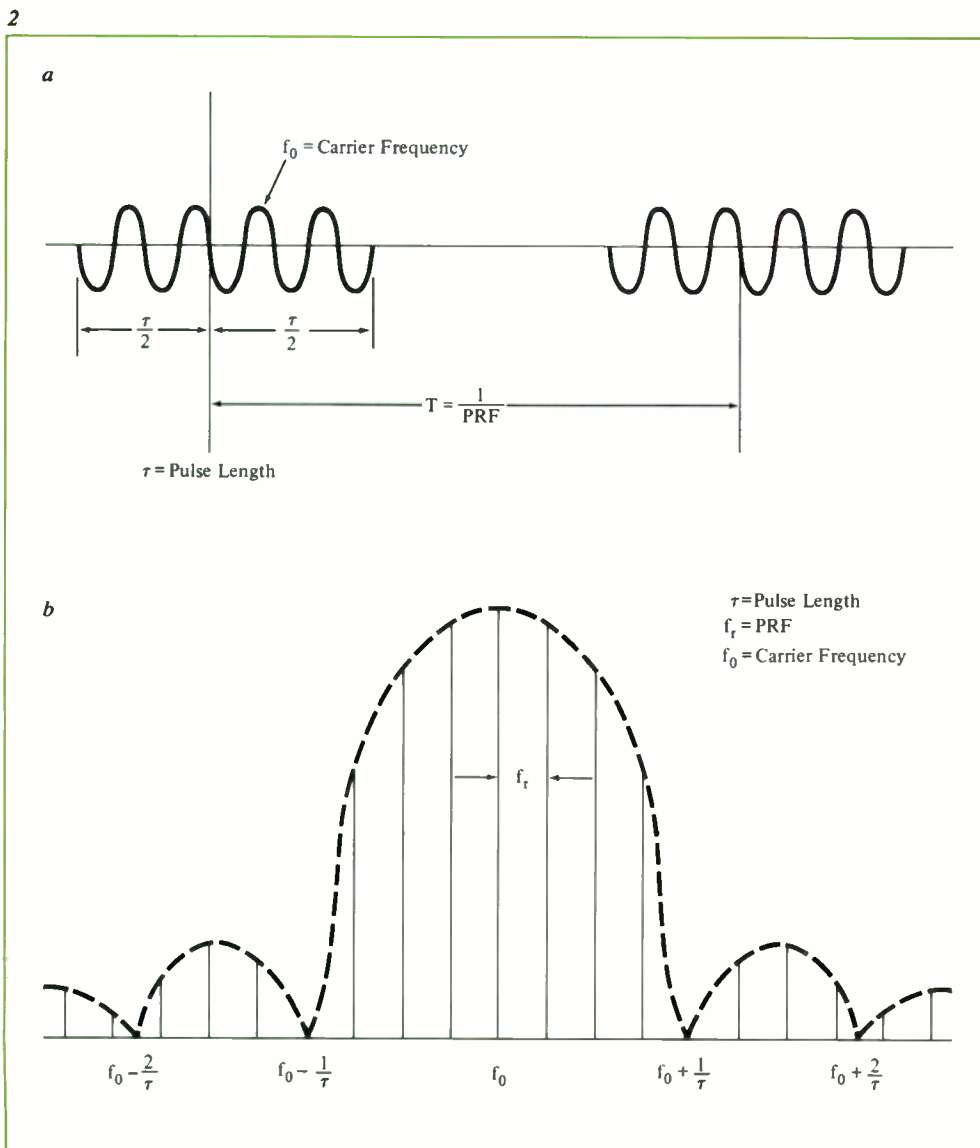 2
a
f₀ = Carrier Frequency
τ/2 τ/2
T = 1/PRF
τ = Pulse Length
b
τ = Pulse Length
fᵣ = PRF
f₀ = Carrier Frequency
fᵣ
f₀ − 2/τ f₀ − 1/τ f₀ f₀ + 1/τ f₀ + 2/τ